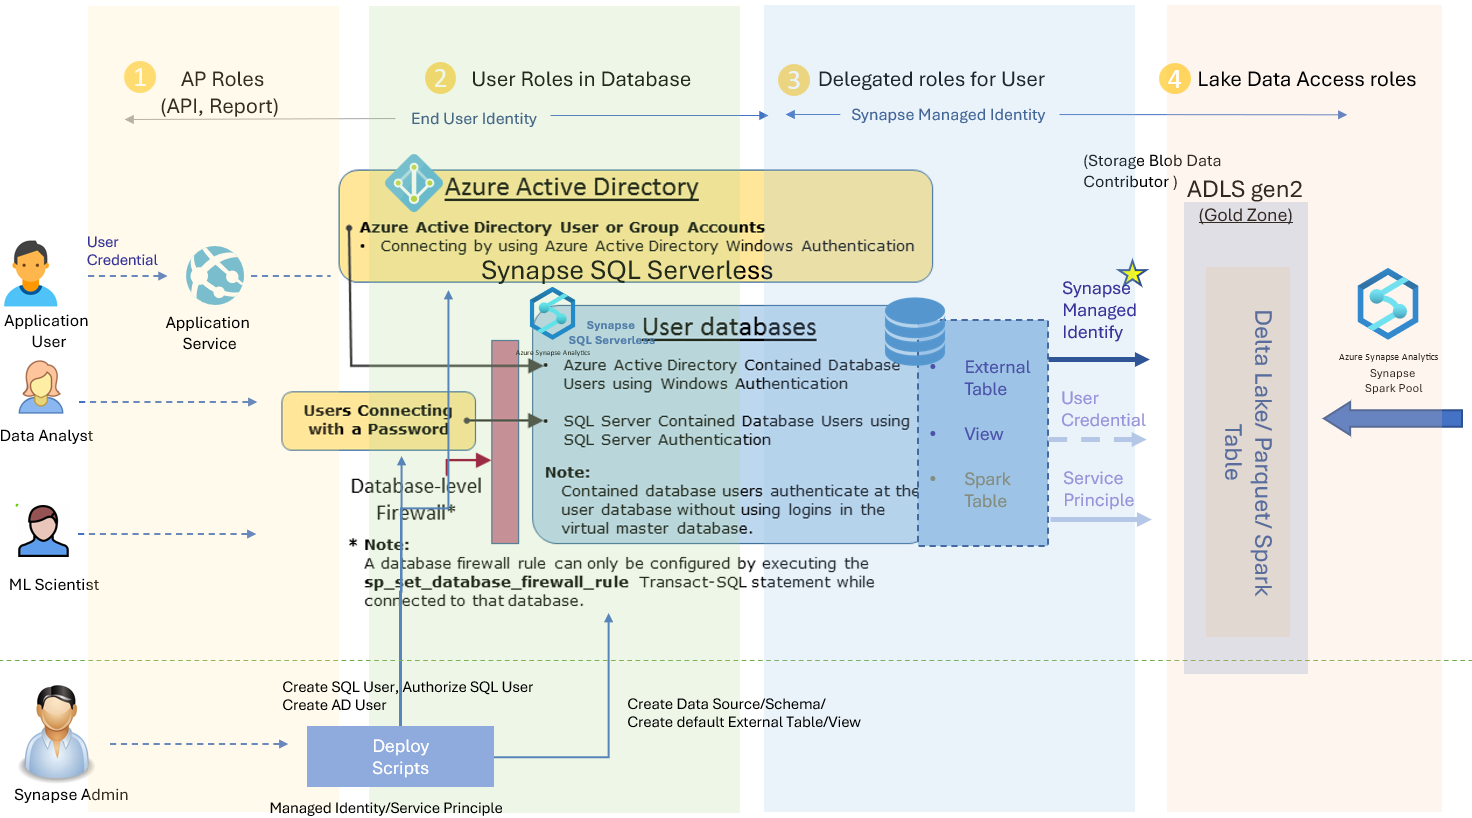 1
AP Roles
(API, Report)
2
User Roles in Database
3
Delegated roles for User
4
Lake Data Access roles
End User Identity
Synapse Managed Identity
(Storage Blob Data
Contributor )
ADLS gen2
(Gold Zone)
Azure Active Directory
Azure Active Directory User or Group Accounts
• Connecting by using Azure Active Directory Windows Authentication
Synapse SQL Serverless
User
Credential
Application
User
Application
Service
Data Analyst
ML Scientist
Synapse
SQL Serverless
Azure Synapse Analytics
User databases
• Azure Active Directory Contained Database
Users using Windows Authentication
• SQL Server Contained Database Users using
SQL Server Authentication
Note:
Contained database users authenticate at the
user database without using logins in the
virtual master database.
Users Connecting
with a Password
Database-level
Firewall*
* Note:
A database firewall rule can only be configured by executing the
sp_set_database_firewall_rule Transact-SQL statement while
connected to that database.
• External
Table
• View
• Spark
Table
Synapse
Managed
Identify
User
Credential
Service
Principle
Delta Lake/ Parquet/ Spark
Table
Azure Synapse Analytics
Synapse
Spark Pool
Synapse Admin
Create SQL User, Authorize SQL User
Create AD User
Deploy
Scripts
Managed Identity/Service Principle
Create Data Source/Schema/
Create default External Table/View